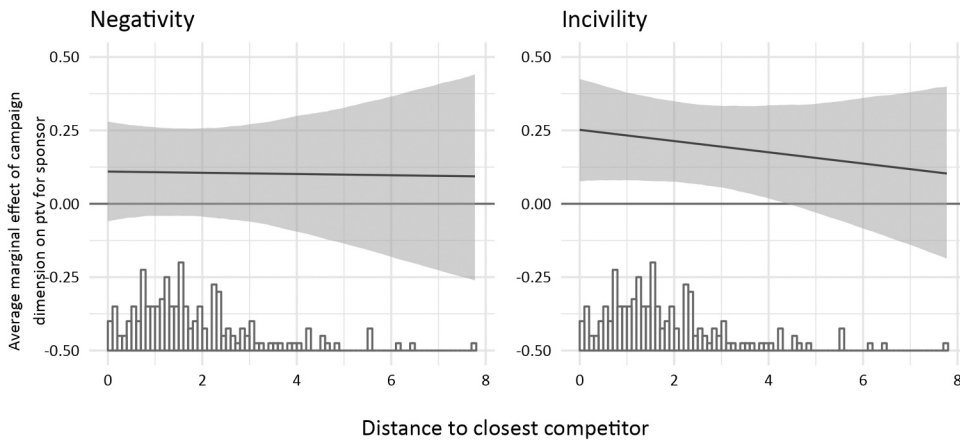 Negativity
Incivility
Average marginal effect of campaign
dimension on ptv for sponsor
0.50
0.25
0.00
-0.25
-0.50
0 2 4 6 8
0.50
0.25
0.00
-0.25
-0.50
0 2 4 6 8
Distance to closest competitor